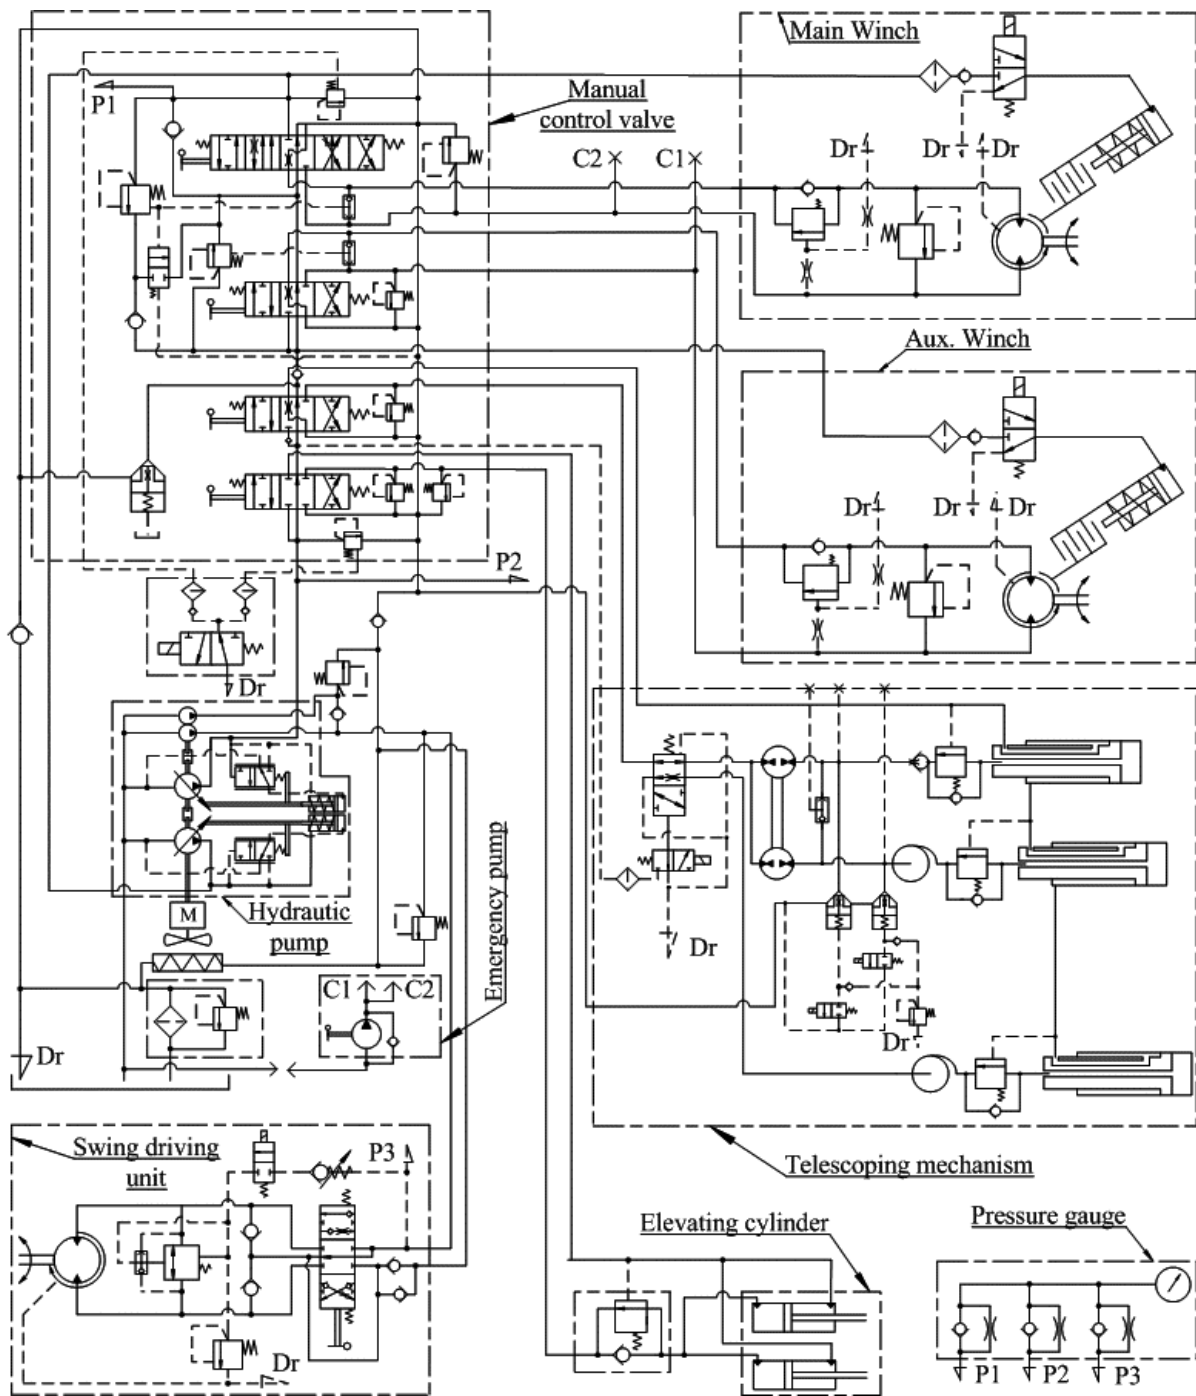 Main Winch
Manual
control valve
P1
C2
C1
Dr
Dr
Dr
Aux. Winch
Dr
Dr
Dr
P2
Dr
M
Hydrautic
pump
Emergency pump
C1
C2
Dr
Dr
Dr
Telescoping mechanism
Swing driving
unit
P3
Dr
Elevating cylinder
Pressure gauge
P1
P2
P3